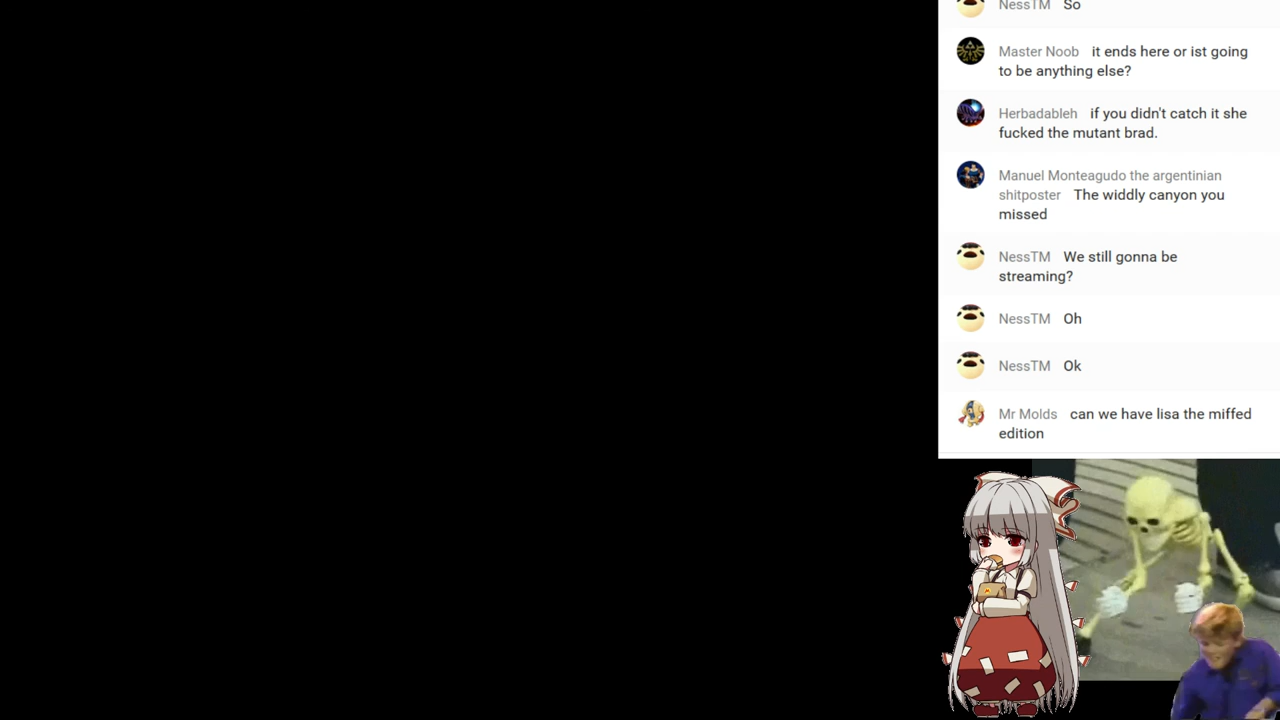 NessTM So
Master Noob it ends here or ist going
to be anything else?
Herbadableh if you didn't catch it she
fucked the mutant brad.
Manuel Monteagudo the argentinian
shitposter The widdly canyon you
missed
NessTM We still gonna be
streaming?
NessTM Oh
NessTM Ok
Mr Molds can we have lisa the miffed
edition